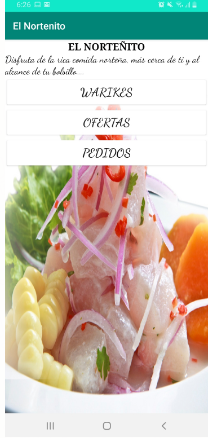 6:26
El Nortenito
EL NORTEÑITO
Disfruta de la rica comida norteña, más cerca de ti y al
alcance de tu bolsillo...
WARIKES
OFERTAS
PEDIDOS